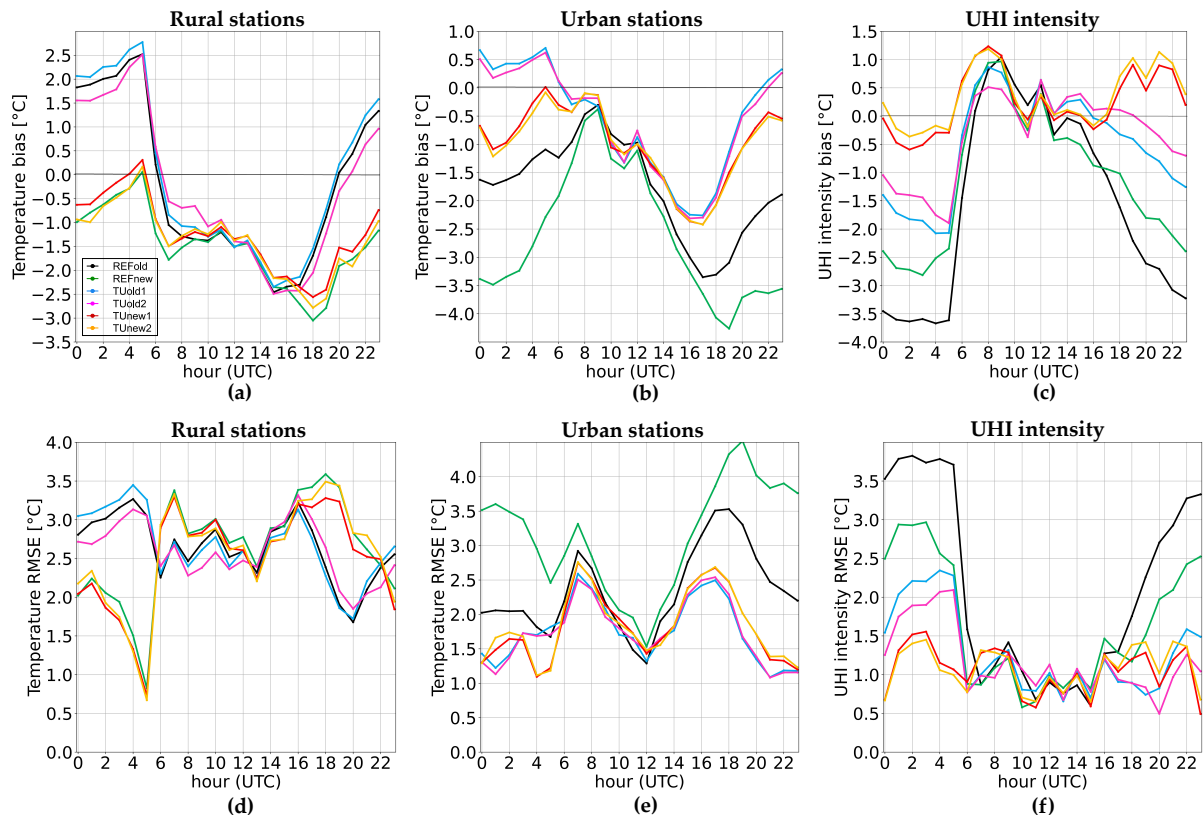 Rural stations
Urban stations
UHI intensity
Temperature bias [°C]
2.5
2.0
1.5
1.0
0.5
0.0
−0.5
−1.0
−1.5
−2.0
−2.5
−3.0
−3.5
REFold
REFnew
TUold1
TUold2
TUnew1
TUnew2
0 2 4 6 8 10 12 14 16 18 20 22
hour (UTC)
(a)
Temperature bias [°C]
1.0
0.5
0.0
−0.5
−1.0
−1.5
−2.0
−2.5
−3.0
−3.5
−4.0
0 2 4 6 8 10 12 14 16 18 20 22
hour (UTC)
(b)
UHI intensity bias [°C]
1.5
1.0
0.5
0.0
−0.5
−1.0
−1.5
−2.0
−2.5
−3.0
−3.5
−4.0
0 2 4 6 8 10 12 14 16 18 20 22
hour (UTC)
(c)
Rural stations
Urban stations
UHI intensity
Temperature RMSE [°C]
4.0
3.5
3.0
2.5
2.0
1.5
1.0
0.5
0.0
0 2 4 6 8 10 12 14 16 18 20 22
hour (UTC)
(d)
Temperature RMSE [°C]
4.0
3.5
3.0
2.5
2.0
1.5
1.0
0.5
0.0
0 2 4 6 8 10 12 14 16 18 20 22
hour (UTC)
(e)
UHI intensity RMSE [°C]
3.5
3.0
2.5
2.0
1.5
1.0
0.5
0.0
0 2 4 6 8 10 12 14 16 18 20 22
hour (UTC)
(f)